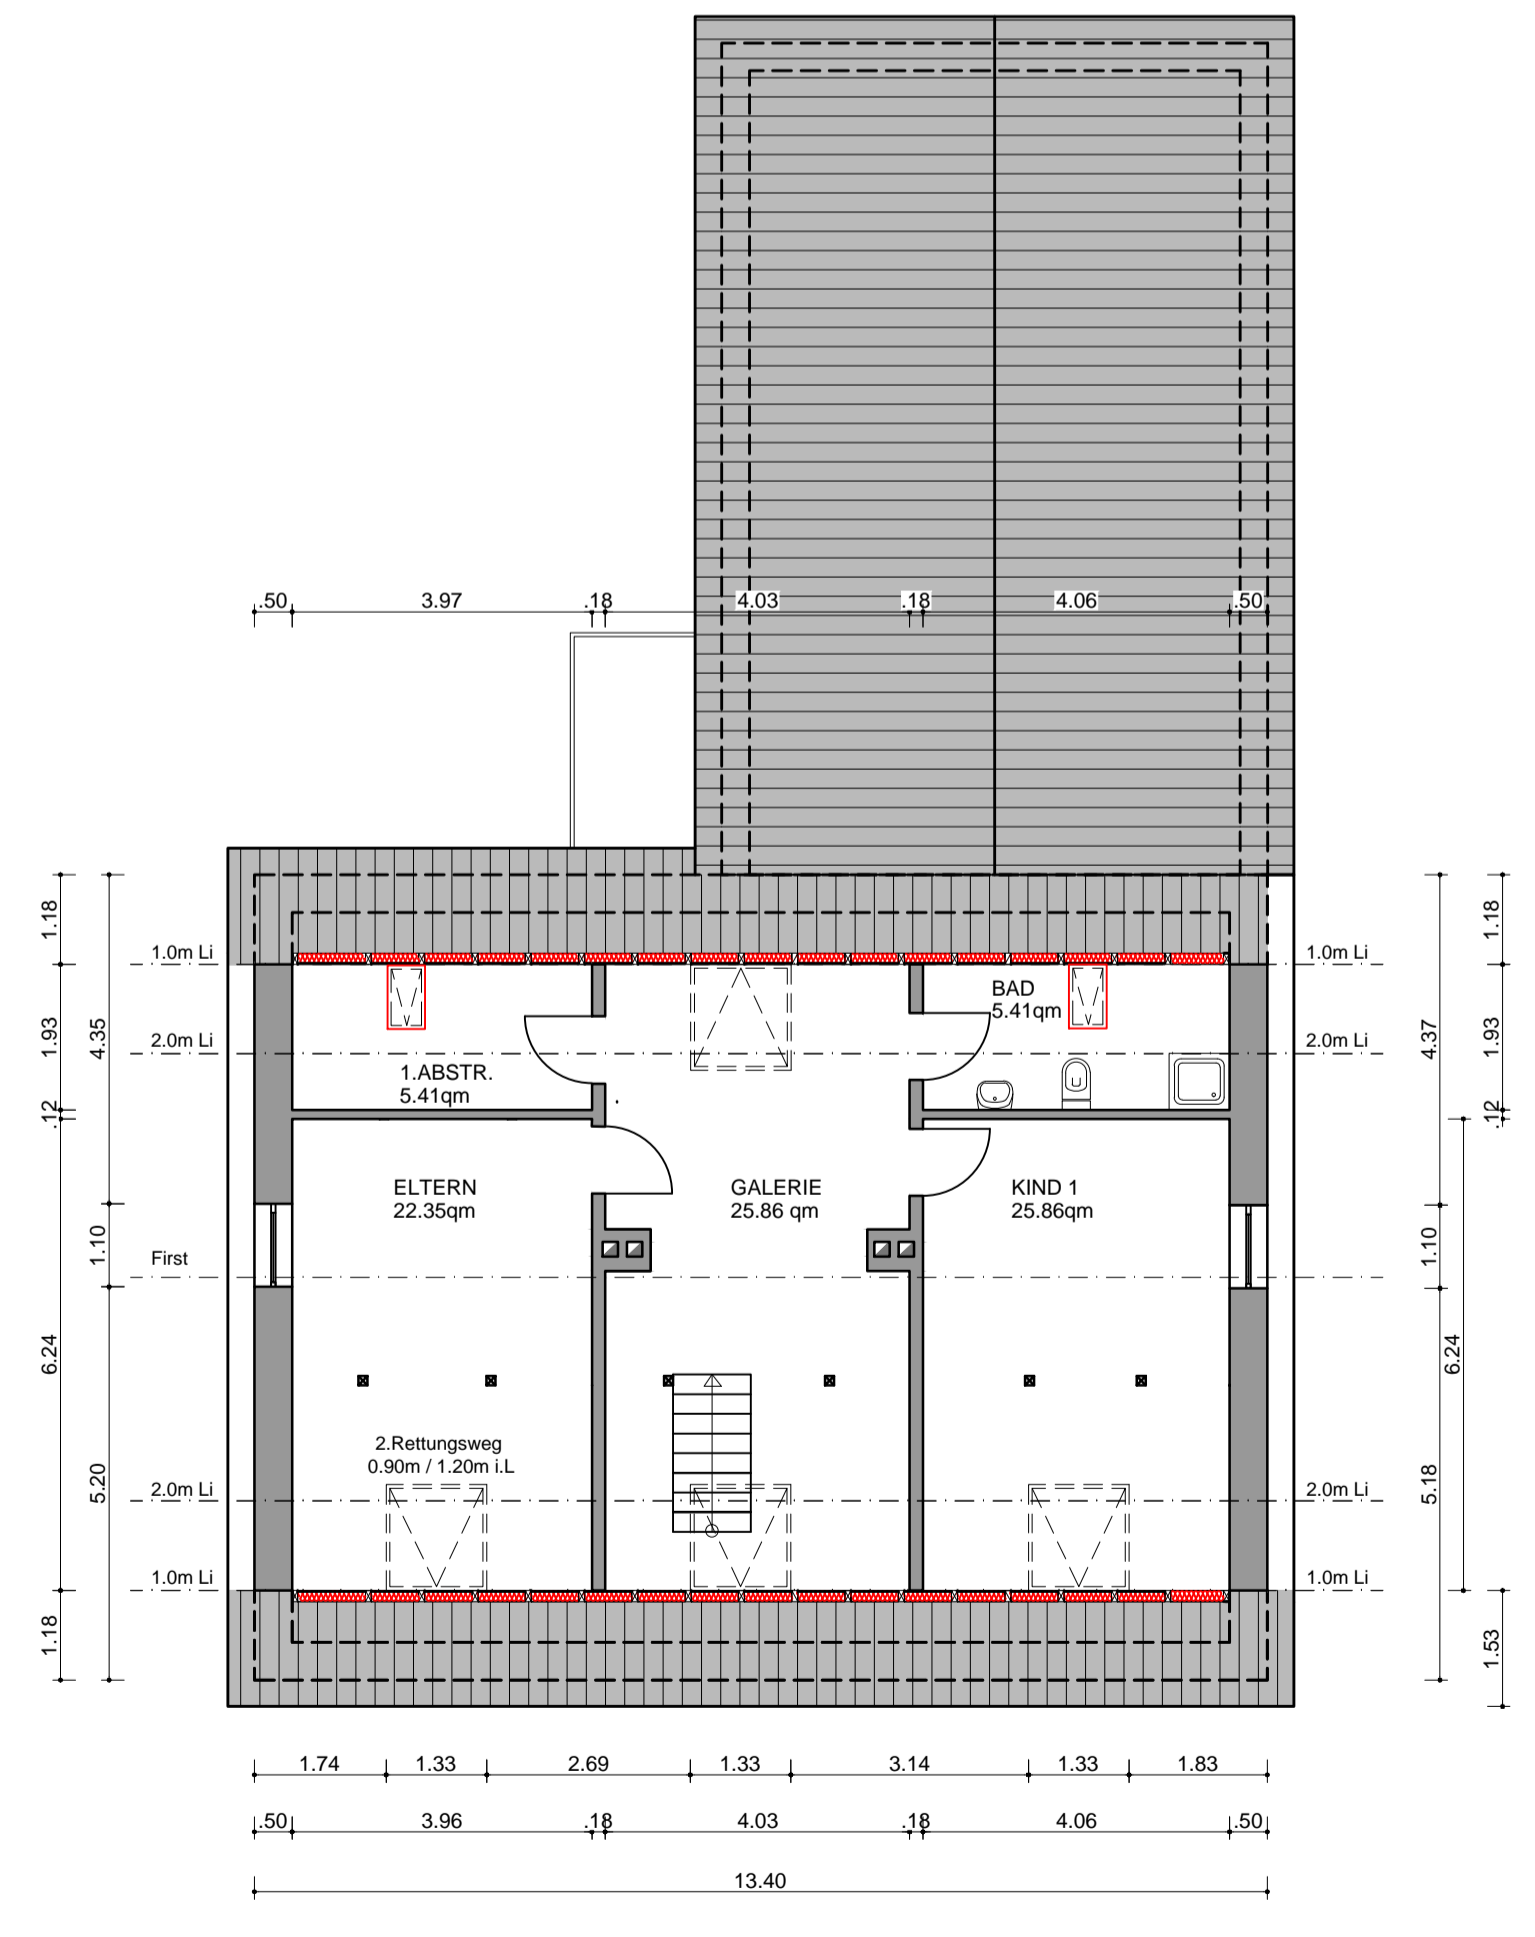 .50 3.97 .18 4.03 .18 4.06 .50
1.18
1.93
.12
6.24
1.18
4.35
1.10
5.20
1.0m Li
2.0m Li
First
2.0m Li
1.0m Li
1.ABSTR.
5.41qm
BAD
5.41qm
ELTERN
22.35qm
GALERIE
25.86 qm
KIND 1
25.86qm
2.Rettungsweg
0.90m / 1.20m i.L
1.0m Li
2.0m Li
2.0m Li
1.0m Li
4.37
1.10
5.18
6.24
1.18
1.93
.12
1.53
1.74 1.33 2.69 1.33 3.14 1.33 1.83
.50 3.96 .18 4.03 .18 4.06 .50
13.40